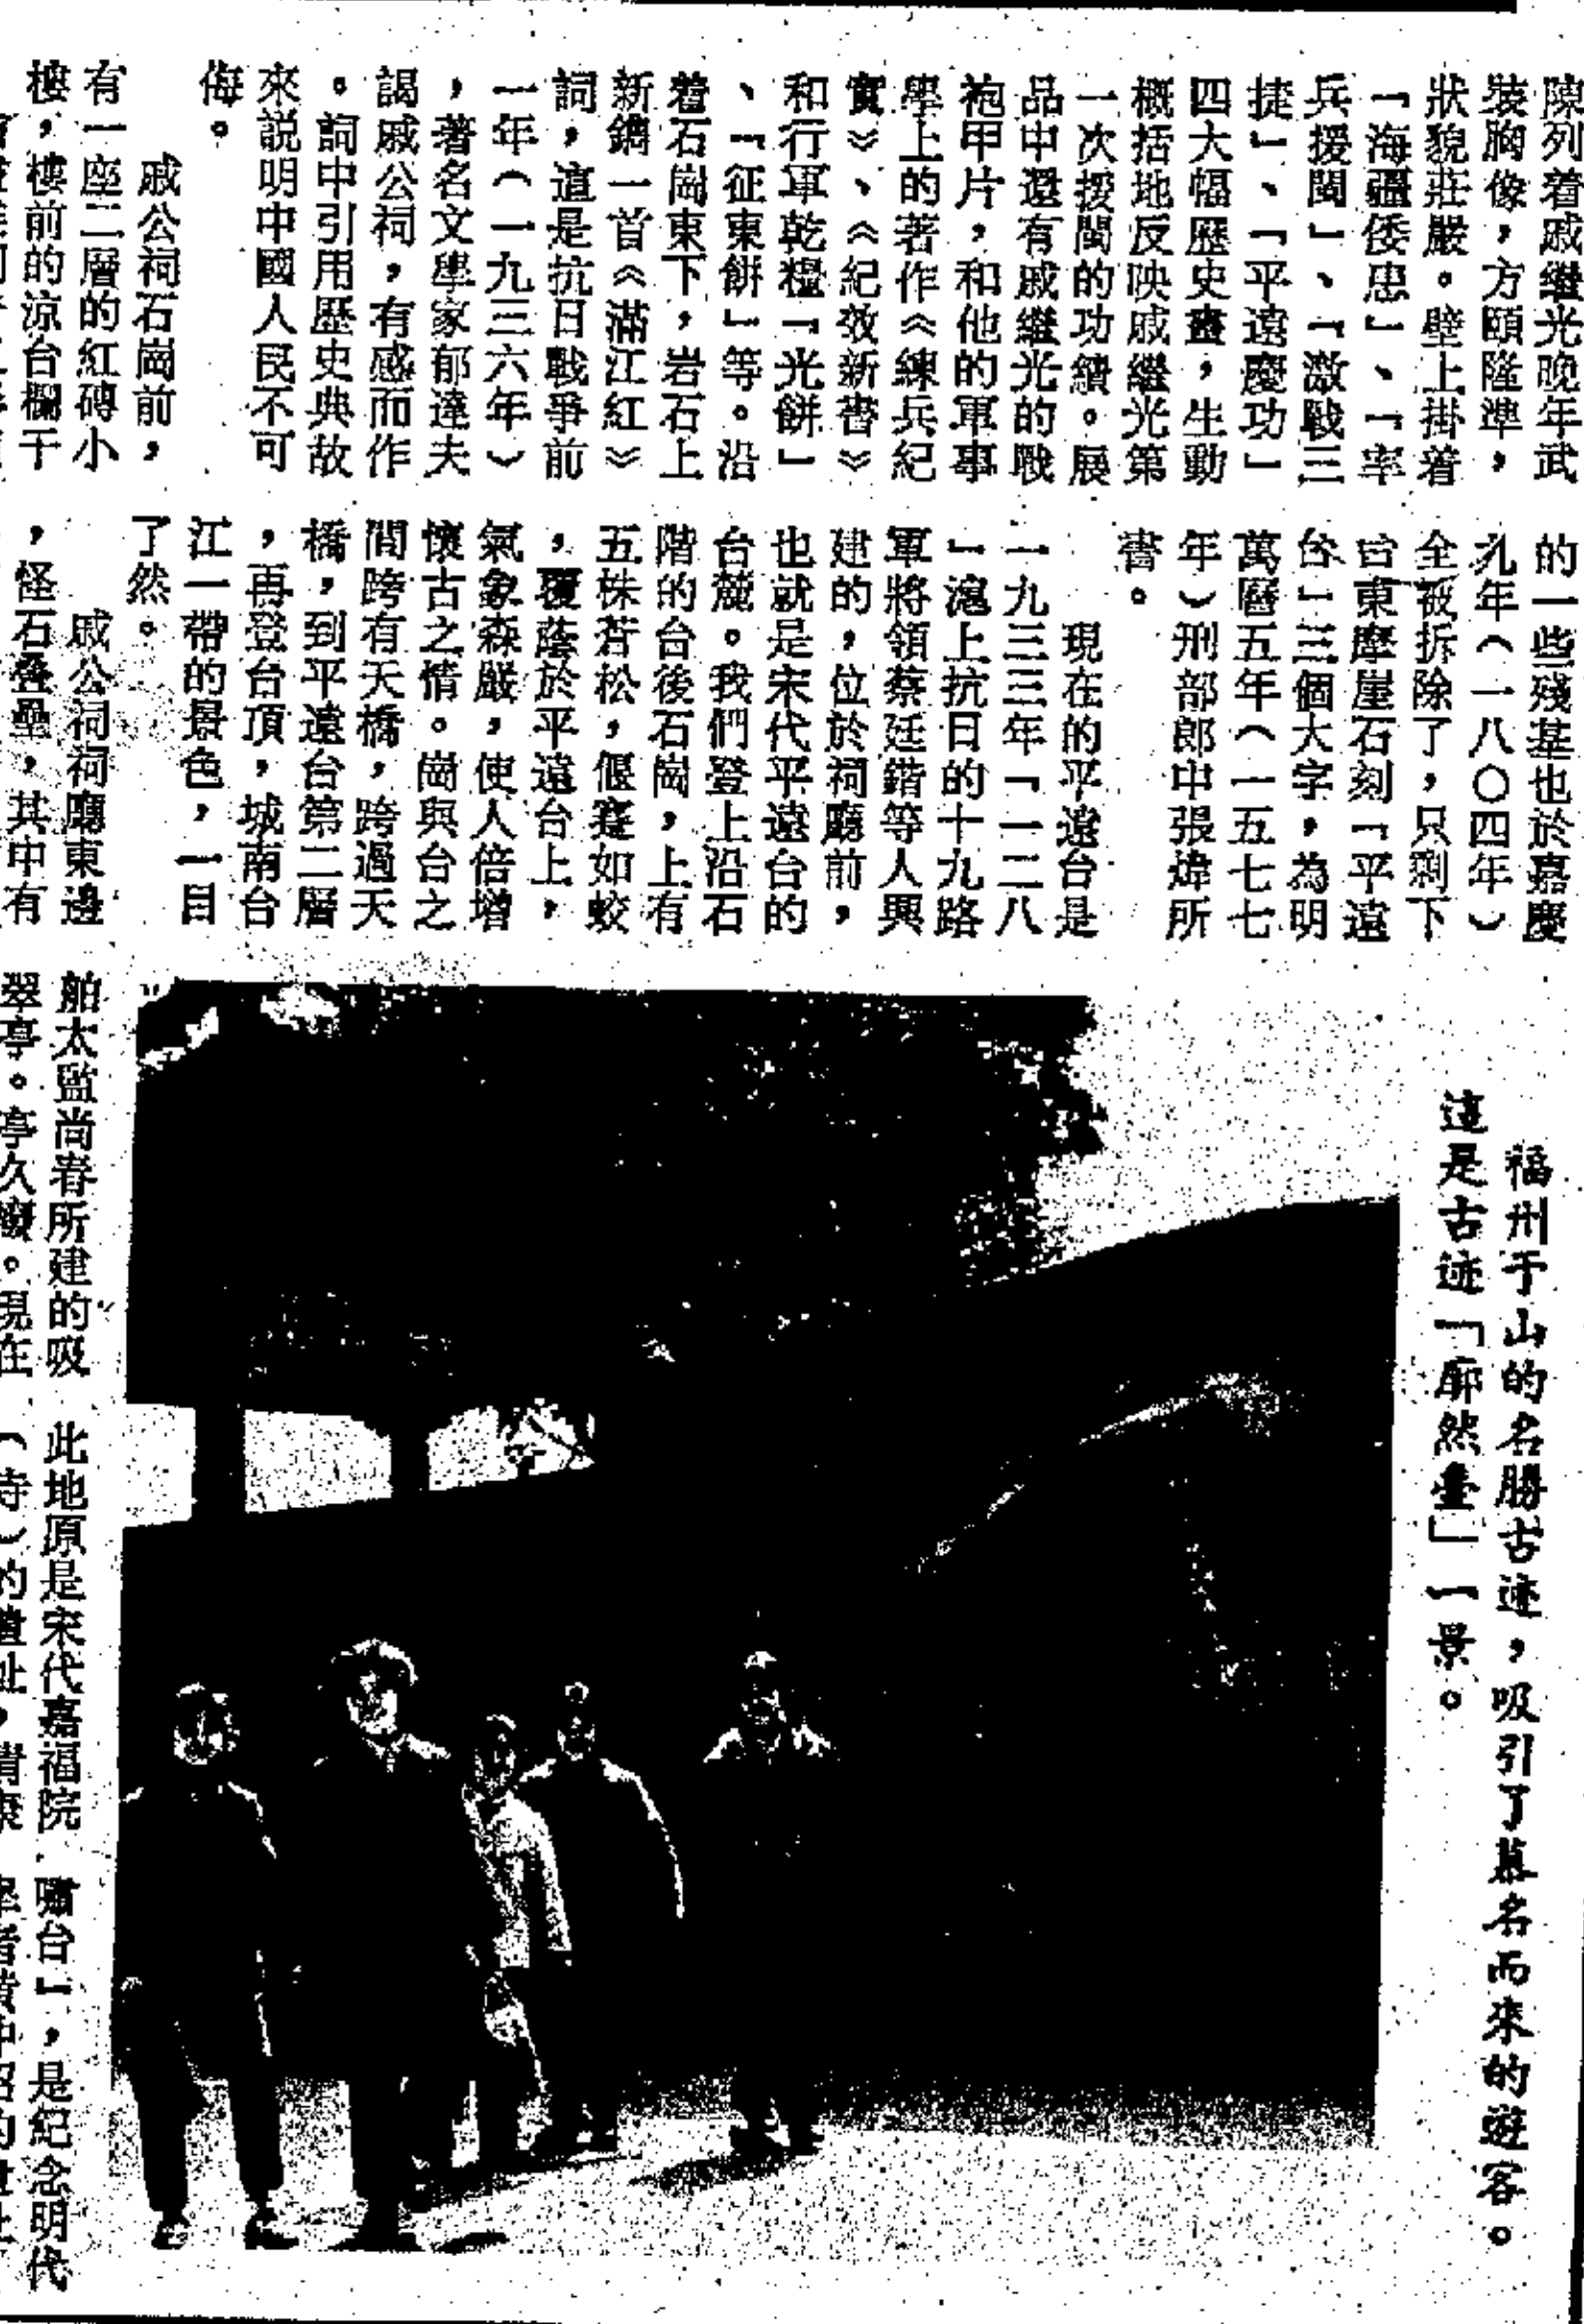 陳列着戚繼光晚年武
裝胸像，方頤隆準，
狀貌莊嚴。壁上掛着
「海疆倭患」、「率
兵援閩」、「激戰三
捷」、「平遠慶功」
四大幅歷史畫，生動
概括地反映戚繼光第
一次援閩的功績。展
品中還有戚繼光的戰
袍甲片，和他的軍事
學上的著作《練兵紀
實》、《紀效新書》
和行軍乾糧「光餅」
、「征東餅」等。沿
着石崗東下，岩石上
新鐫一首《滿江紅》
詞，這是抗日戰爭前
一年（一九三六年）
，著名文學家郁達夫
謁戚公祠，有感而作
。詞中引用歷史典故
來説明中國人民不可
侮。
戚公祠石崗前，
有一座二層的紅磚小
樓，樓前的涼台欄干
的一些殘基也於嘉慶
九年（一八〇四年）
全被拆除了，只剩下
台東摩崖石刻「平遠
台」三個大字，為明
萬曆五年（一五七七
年）刑部郎中張煒所
書。
現在的平遠台是
一九三三年「一二八
」滬上抗日的十九路
軍將領蔡廷鍇等人興
建的，位於祠廳前，
也就是宋代平遠台的
台麓。我們登上沿石
階的台後石崗，上有
五株蒼松，偃蹇如蛟
，覆蔭於平遠台上，
氣象森嚴，使人倍增
懷古之情。崗與台之
間跨有天橋，跨過天
橋，到平遠台第二層
，再登台頂，城南台
江一帶的景色，一目
了然。
戚公祠祠廳東邊
，怪石叠壘，其中有
福州于山的名勝古迹，吸引了慕名而來的遊客。
這是古迹「廓然臺」一景。
舶太監尚春所建的吸
翠亭。亭久燬。現在
此地原是宋代嘉福院
（寺）的遺址，清康
嘯台」，是紀念明代